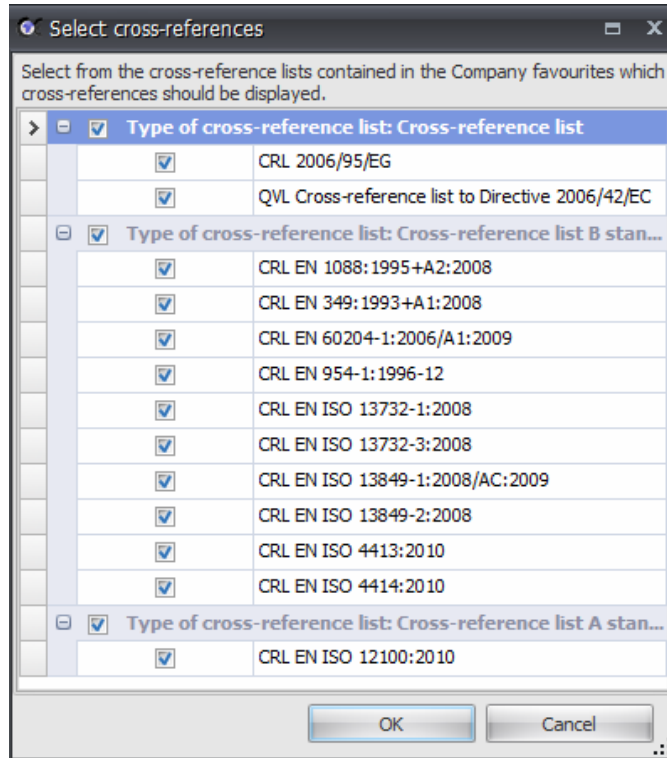 Select cross-references
Select from the cross-reference lists contained in the Company favourites which
cross-references should be displayed.
Type of cross-reference list: Cross-reference list
CRL 2006/95/EG
QVL Cross-reference list to Directive 2006/42/EC
Type of cross-reference list: Cross-reference list B stan...
CRL EN 1088:1995+A2:2008
CRL EN 349:1993+A1:2008
CRL EN 60204-1:2006/A1:2009
CRL EN 954-1:1996-12
CRL EN ISO 13732-1:2008
CRL EN ISO 13732-3:2008
CRL EN ISO 13849-1:2008/AC:2009
CRL EN ISO 13849-2:2008
CRL EN ISO 4413:2010
CRL EN ISO 4414:2010
Type of cross-reference list: Cross-reference list A stan...
CRL EN ISO 12100:2010
OK Cancel